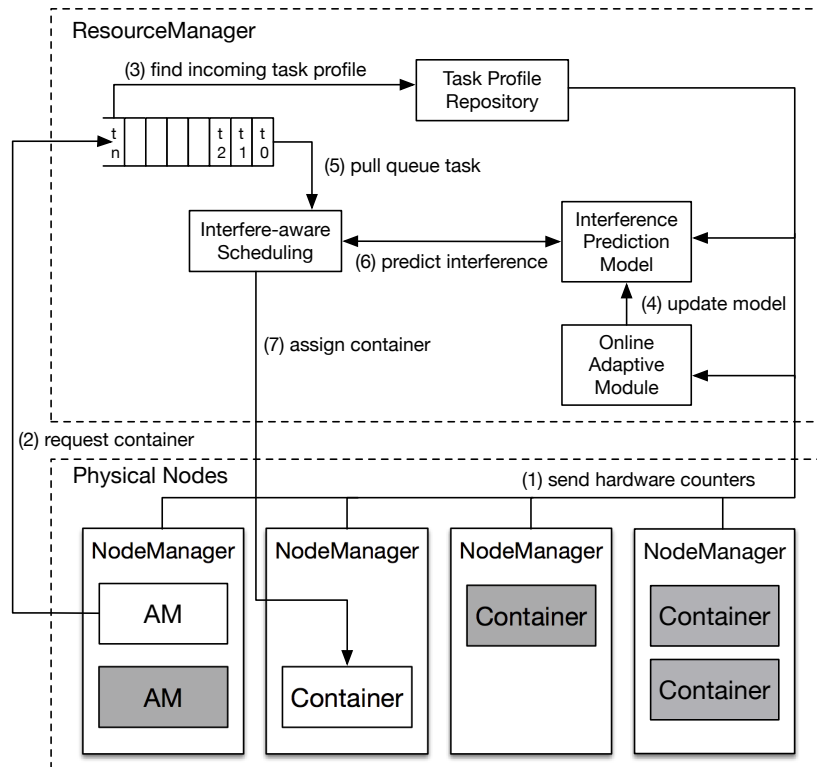 ResourceManager
(3) find incoming task profile
Task Profile
Repository
t
n
t
2
t
1
t
0
(5) pull queue task
Interfere-aware
Scheduling
Interference
Prediction
Model
(6) predict interference
(4) update model
(7) assign container
Online
Adaptive
Module
(2) request container
Physical Nodes
(1) send hardware counters
NodeManager
NodeManager
NodeManager
NodeManager
AM
Container
Container
AM
Container
Container